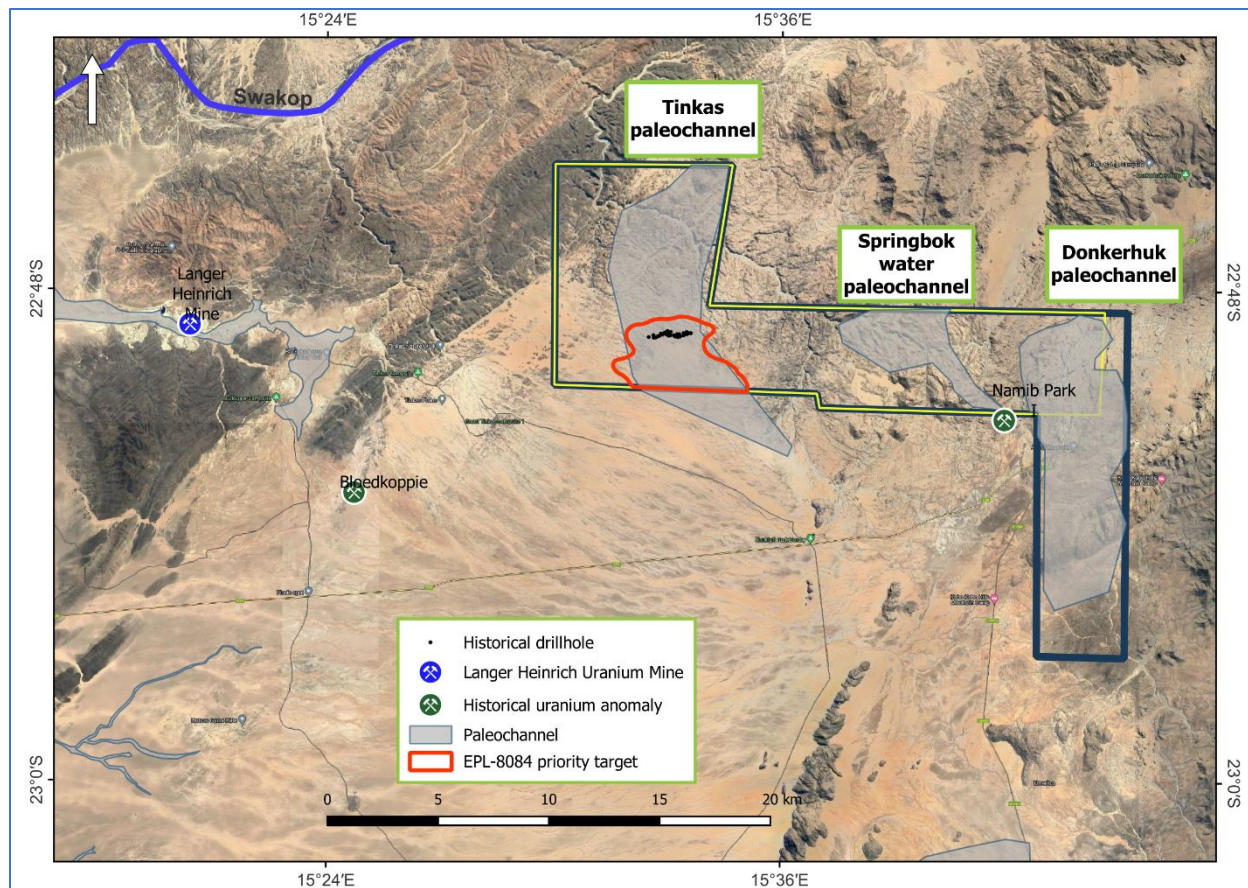 15°24'E
15°36'E
Swakop
Tinkas
paleochannel
Springbok
water
paleochannel
Donkerhuk
paleochannel
22°48'S
22°48'S
Langer
Heinrich
Mine
Namib Park
Bloedkoppie
Historical drillhole
Langer Heinrich Uranium Mine
Historical uranium anomaly
Paleochannel
EPL-8084 priority target
0
5
10
15
20 km
23°0'S
23°0'S
15°24'E
15°36'E